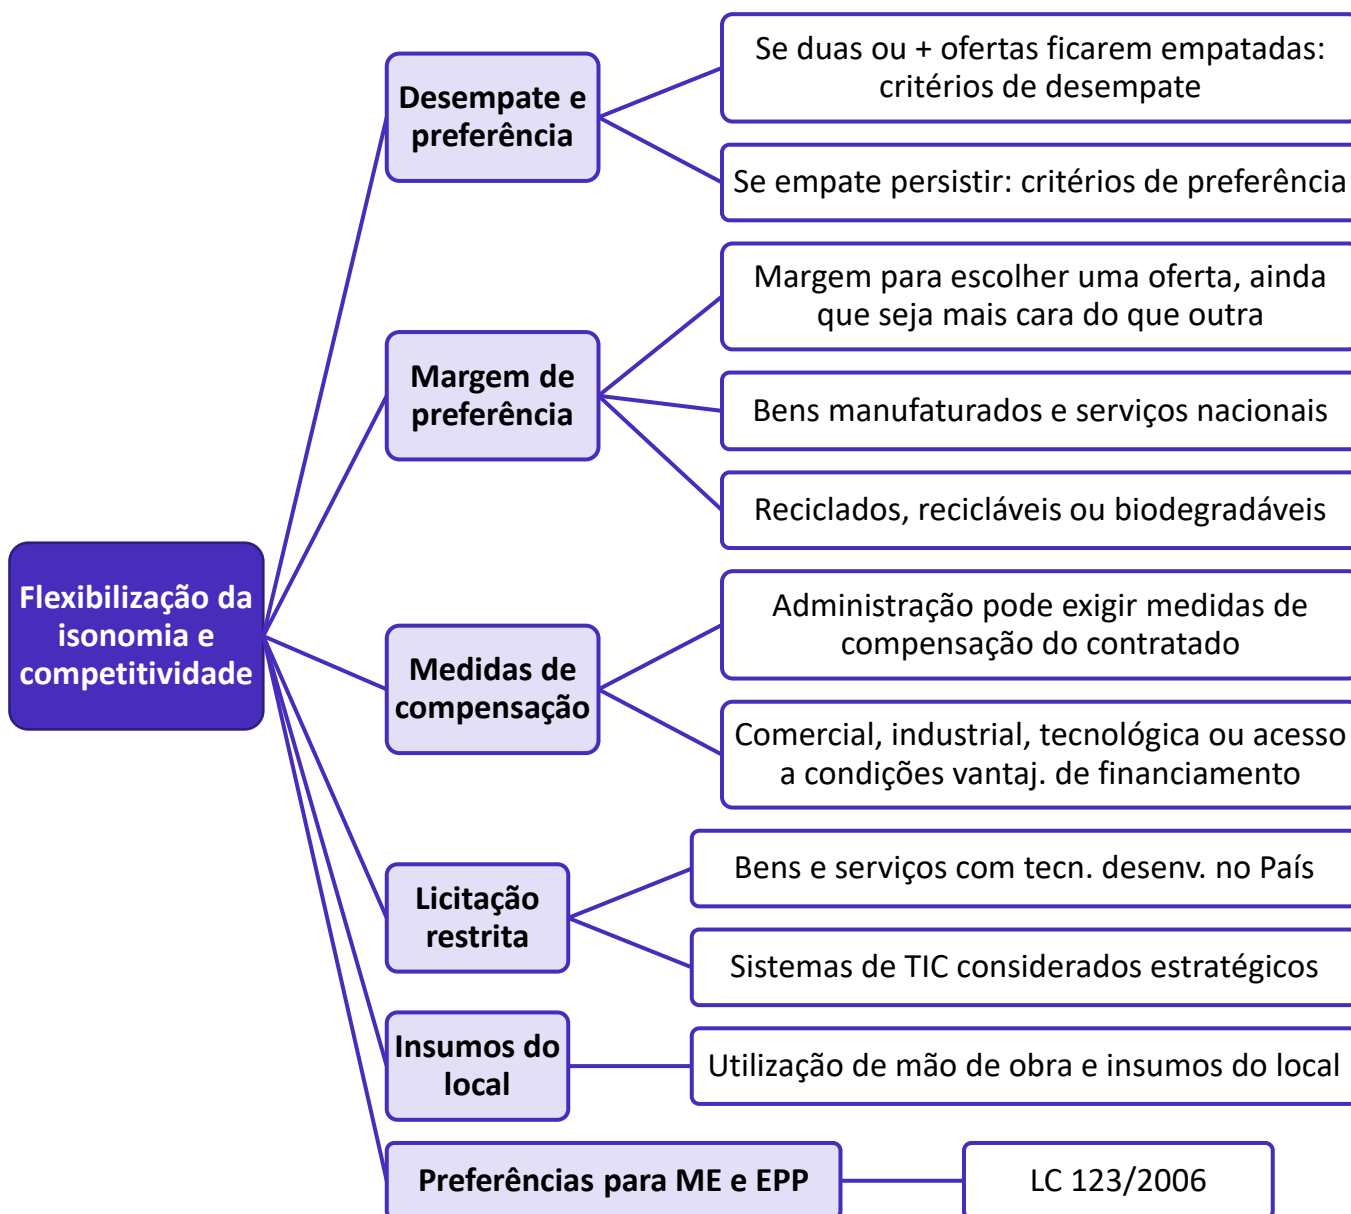 Flexibilização da
isonomia e
competitividade
Desempate e
preferência
Se duas ou + ofertas ficarem empatadas:
critérios de desempate
Se empate persistir: critérios de preferência
Margem de
preferência
Margem para escolher uma oferta, ainda
que seja mais cara do que outra
Bens manufaturados e serviços nacionais
Reciclados, recicláveis ou biodegradáveis
Medidas de
compensação
Administração pode exigir medidas de
compensação do contratado
Comercial, industrial, tecnológica ou acesso
a condições vantaj. de financiamento
Licitação
restrita
Bens e serviços com tecn. desenv. no País
Sistemas de TIC considerados estratégicos
Insumos do
local
Utilização de mão de obra e insumos do local
Preferências para ME e EPP
LC 123/2006